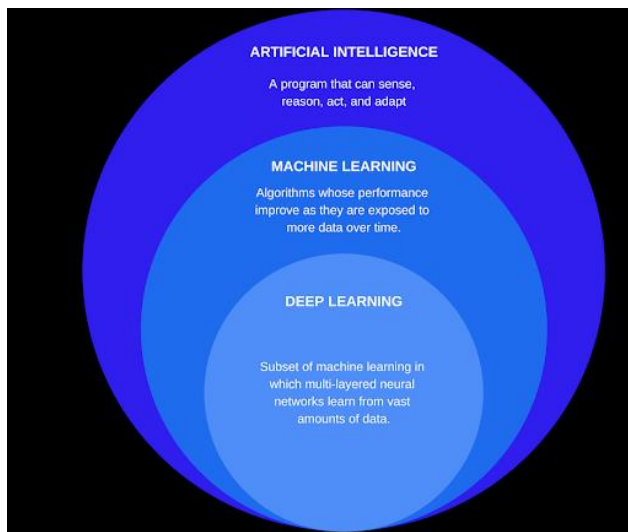 ARTIFICIAL INTELLIGENCE
A program that can sense,
reason, act, and adapt
MACHINE LEARNING
Algorithms whose performance
improve as they are exposed to
more data over time.
DEEP LEARNING
Subset of machine learning in
which multi-layered neural
networks learn from vast
amounts of data.